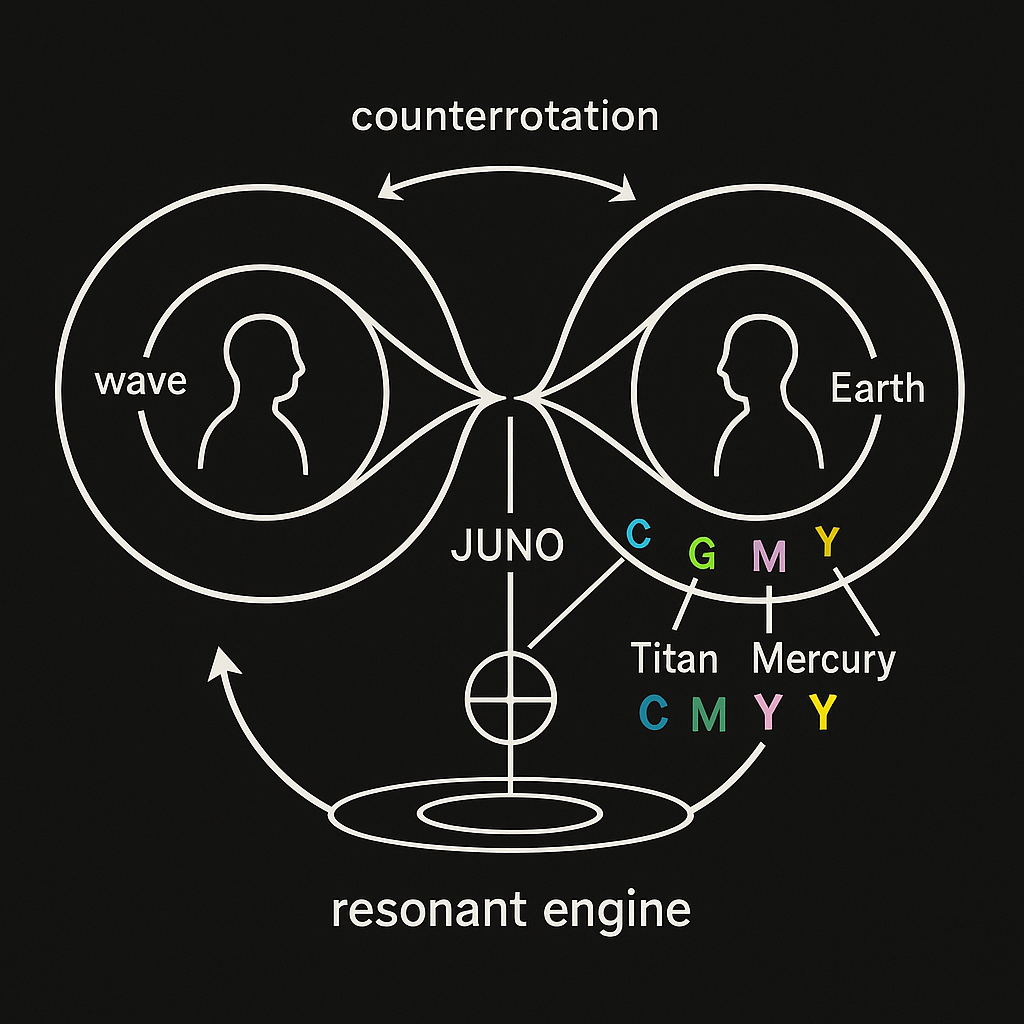 counterrotation
wave
Earth
JUNO
C G M Y
Titan Mercury
C M Y Y
resonant engine